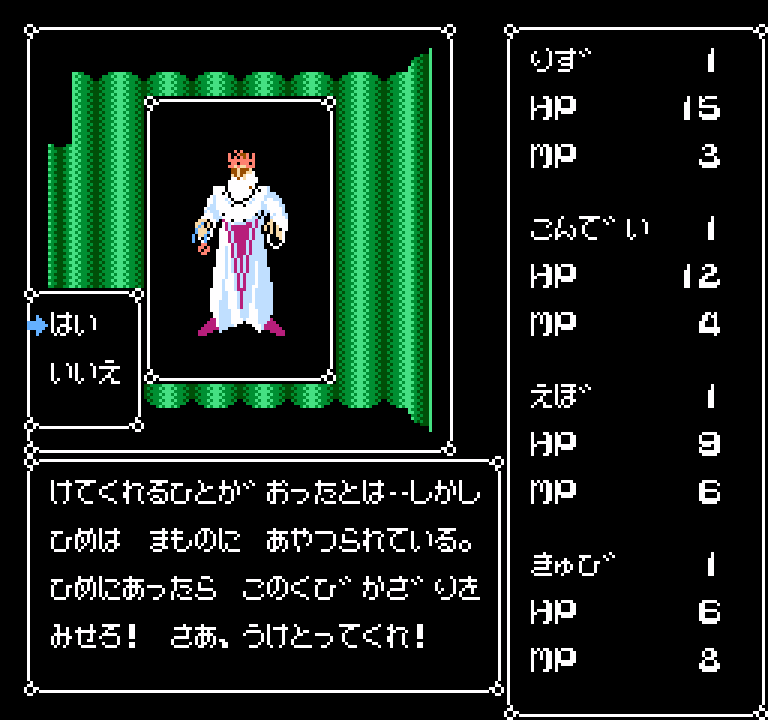 はい
いいえ
けてくれるひとが おったとは--しかし
ひめは まものに あやつられている。
ひめにあったら このくびかざりを
みせろ! さあ、うけとってくれ!
りず 1
HP 15
MP 3
こんでい 1
HP 12
MP 4
えぼ 1
HP 9
MP 6
きゅび 1
HP 6
MP 8